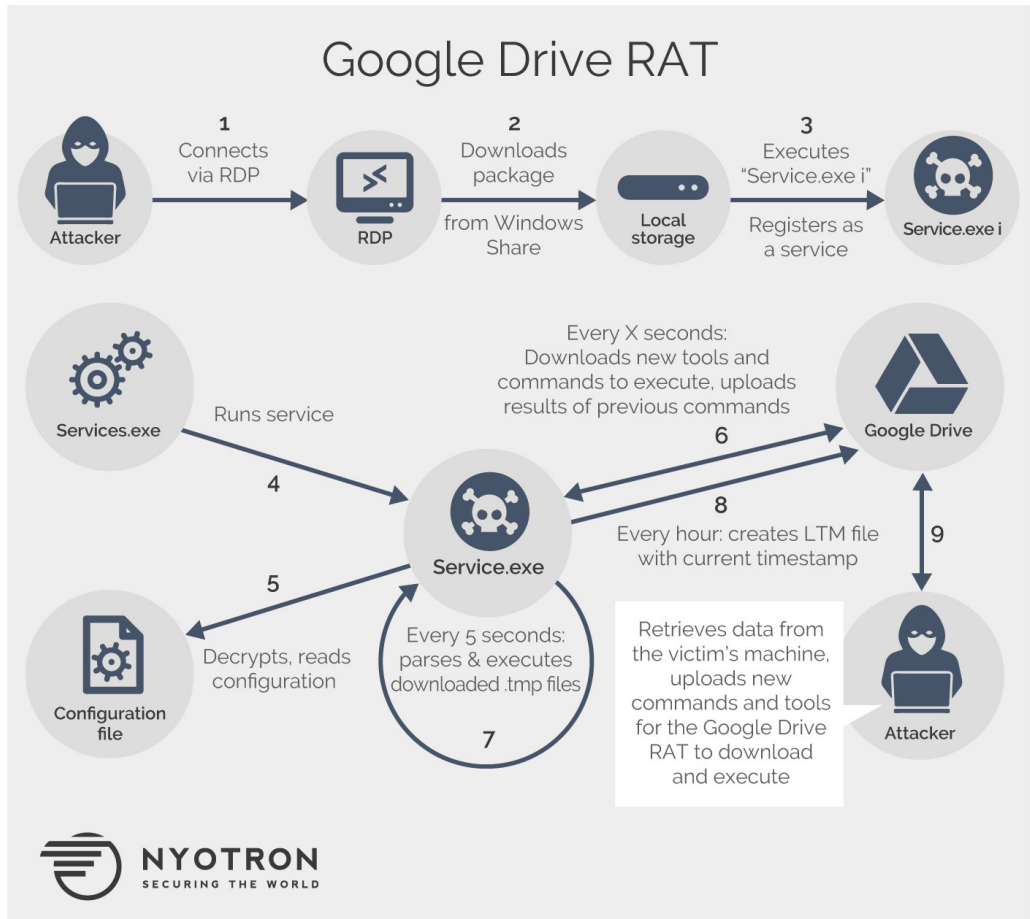 Google Drive RAT
1
Connects
via RDP
2
Downloads
package
from Windows
Share
3
Executes
“Service.exe i”
Registers as
a service
Attacker
RDP
Local
storage
Service.exe i
Services.exe
Runs service
4
Every X seconds:
Downloads new tools and
commands to execute, uploads
results of previous commands
6
Google Drive
8
Every hour: creates LTM file
with current timestamp
9
Service.exe
5
Decrypts, reads
configuration
Configuration
file
Every 5 seconds:
parses & executes
downloaded .tmp files
7
Retrieves data from
the victim’s machine,
uploads new
commands and tools
for the Google Drive
RAT to download
and execute
Attacker
NYOTRON
SECURING THE WORLD